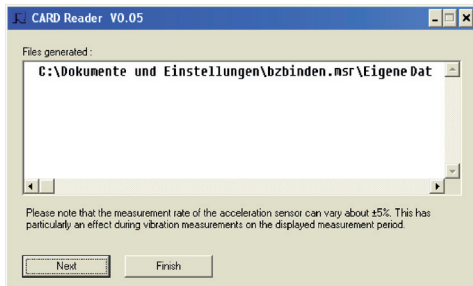 CARD Reader V0.05
Files generated :
C:\Dokumente und Einstellungen\bzbinden.msr\Eigene Dat
Please note that the measurement rate of the acceleration sensor can vary about ±5%. This has
particularly an effect during vibration measurements on the displayed measurement period.
Next
Finish